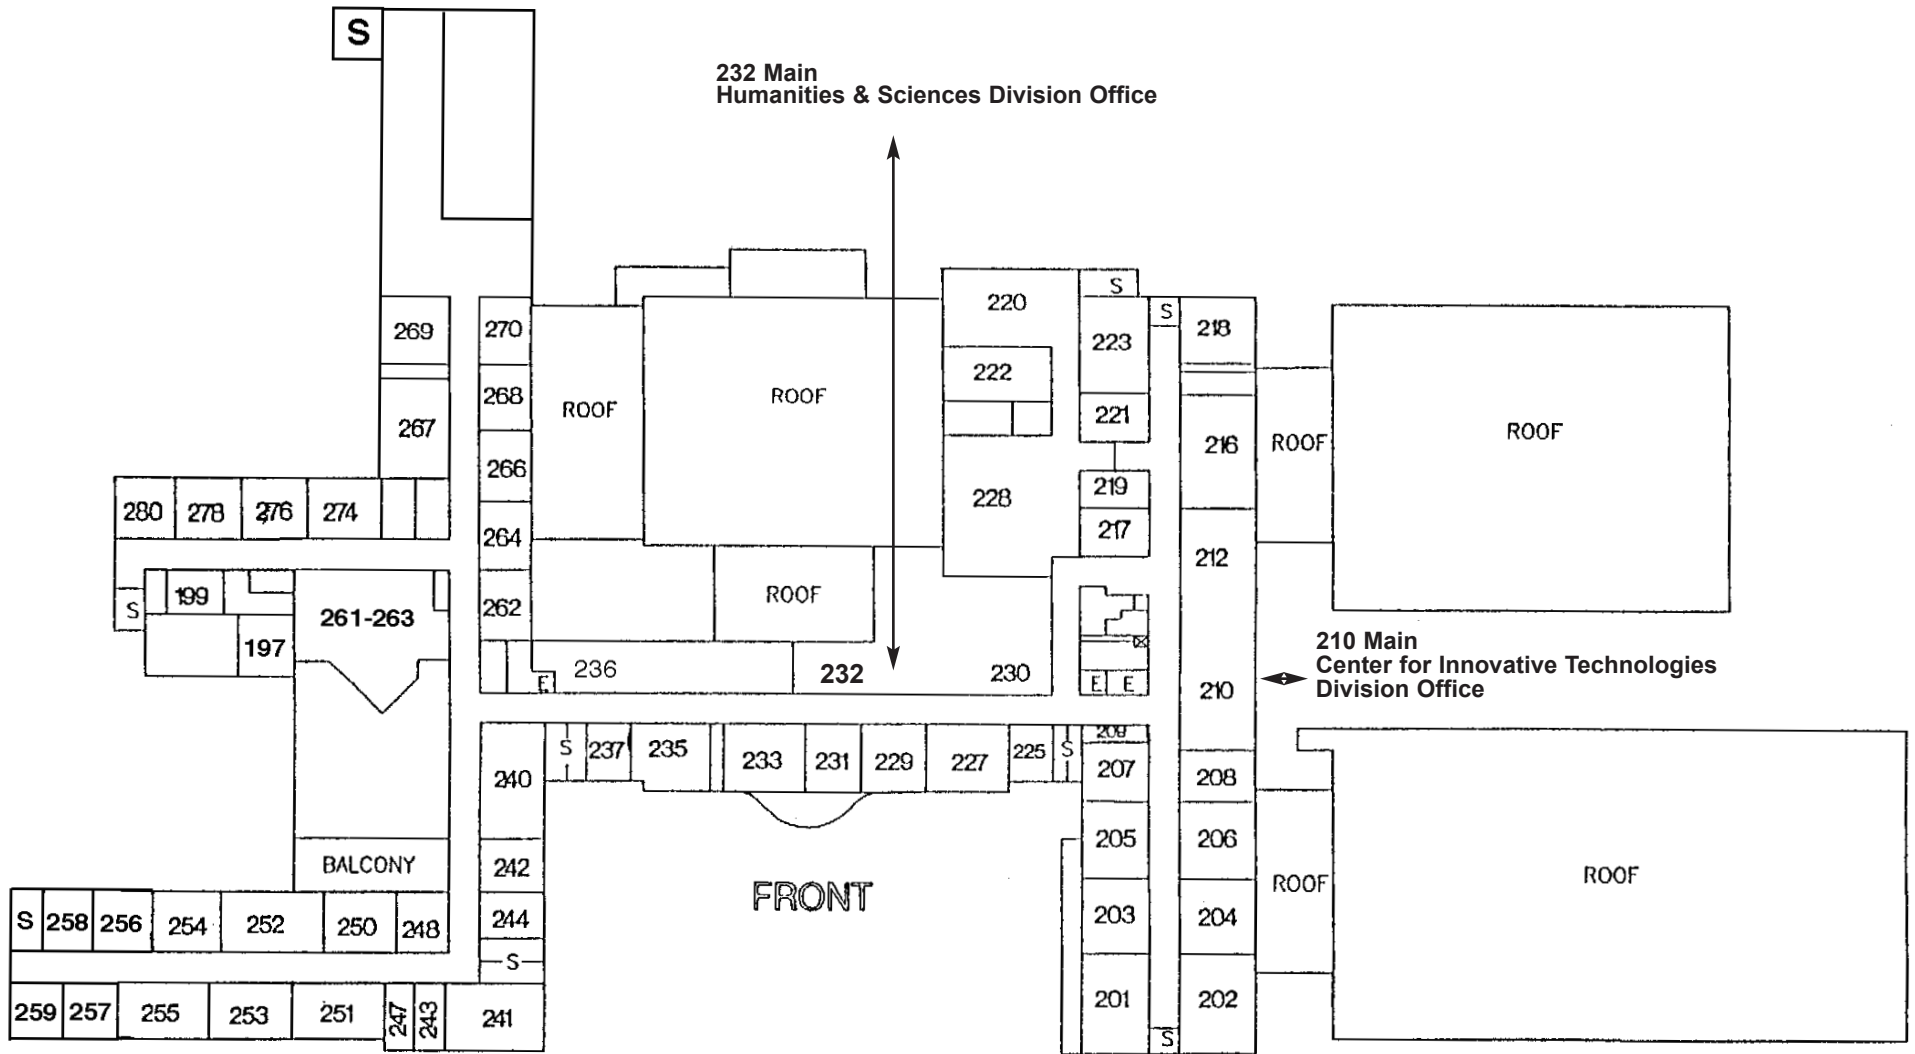 S
232 Main
Humanities & Sciences Division Office
220
S
S
218
269
270
223
222
268
ROOF
ROOF
221
216
ROOF
ROOF
267
266
219
228
280
278
276
274
264
217
212
199
S
261-263
262
ROOF
197
236
E
232
230
E
E
210
210 Main
Center for Innovative Technologies
Division Office
209
S
237
235
233
231
229
227
225
S
207
208
240
205
206
BALCONY
242
FRONT
ROOF
ROOF
S
258
256
254
252
250
248
244
203
204
S
259
257
255
253
251
247
243
241
201
202
S